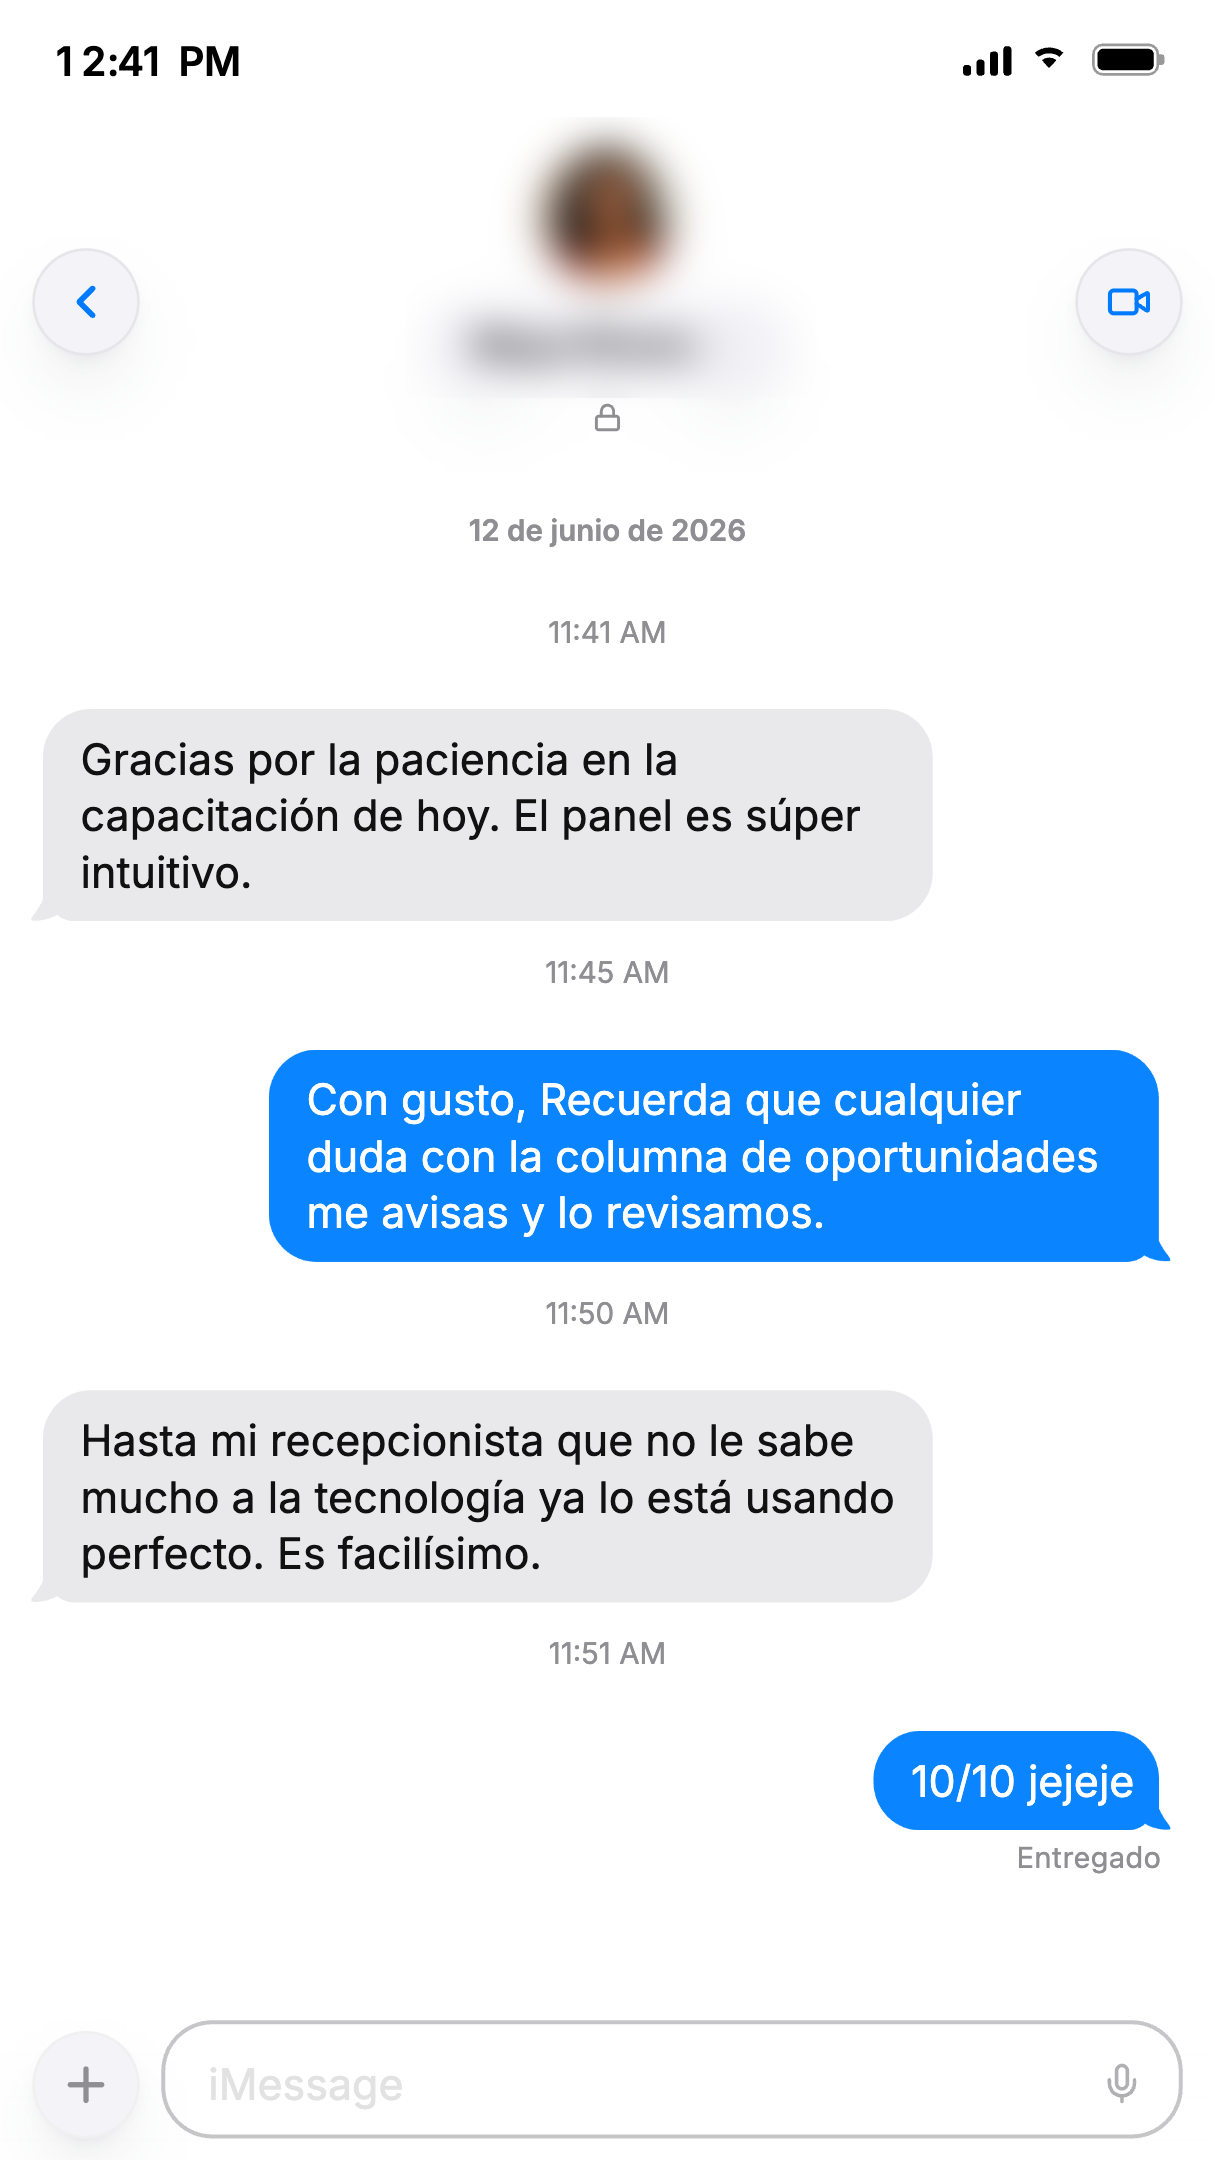 12:41 PM
12 de junio de 2026
11:41 AM
Gracias por la paciencia en la
capacitación de hoy. El panel es súper
intuitivo.
11:45 AM
Con gusto, Recuerda que cualquier
duda con la columna de oportunidades
me avisas y lo revisamos.
11:50 AM
Hasta mi recepcionista que no le sabe
mucho a la tecnología ya lo está usando
perfecto. Es facilísimo.
11:51 AM
10/10 jejeje
Entregado
iMessage